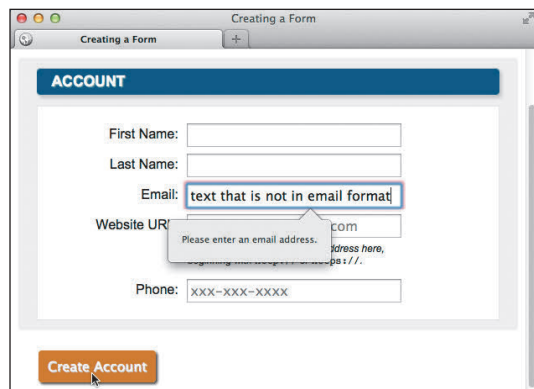 Creating a Form
Creating a Form
ACCOUNT
First Name:
Last Name:
Email: text that is not in email format
Website UR .com
Please enter an email address.
ddress here,
ps://.
Phone: xxx-xxx-xxxx
Create Account